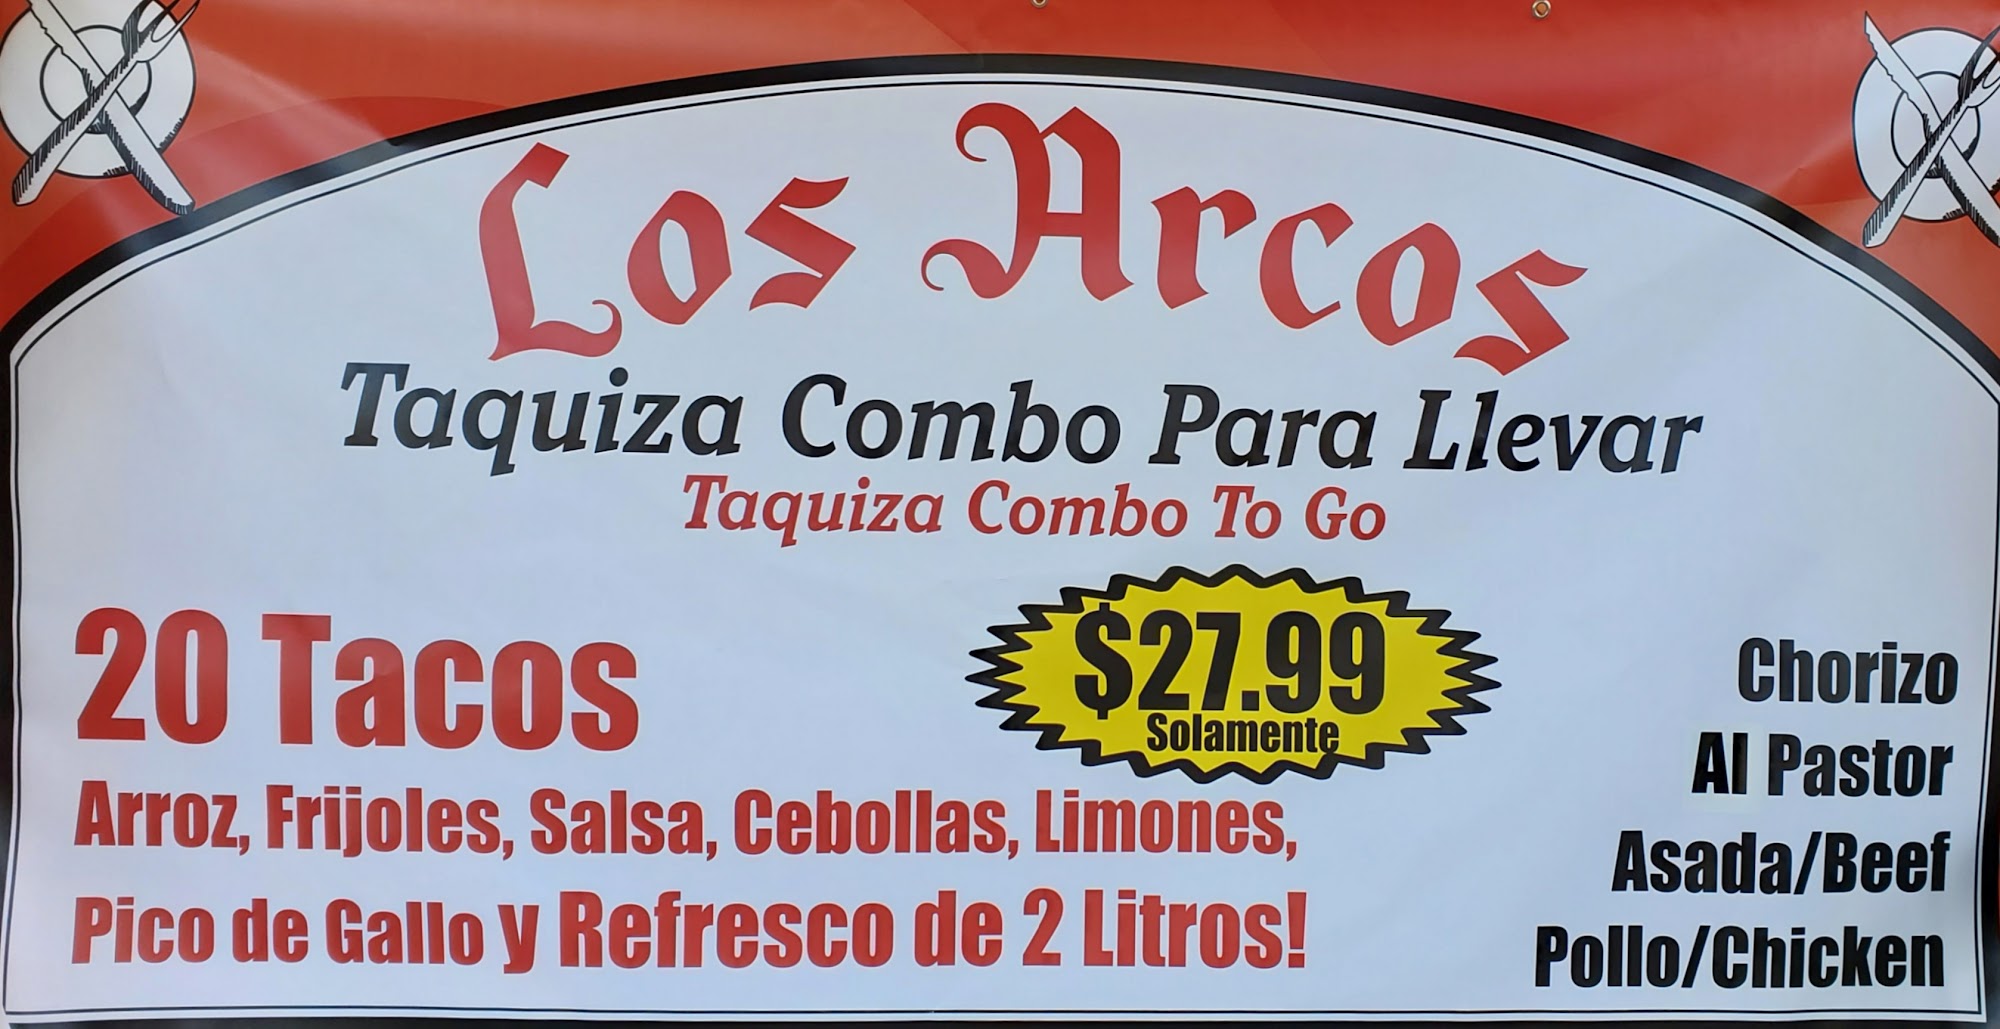 Los Arcos
Taquiza Combo Para Llevar
Taquiza Combo To Go
20 Tacos
$27.99
Solamente
Arroz, Frijoles, Salsa, Cebollas, Limones,
Pico de Gallo y Refresco de 2 Litros!
Chorizo
Al Pastor
Asada/Beef
Pollo/Chicken